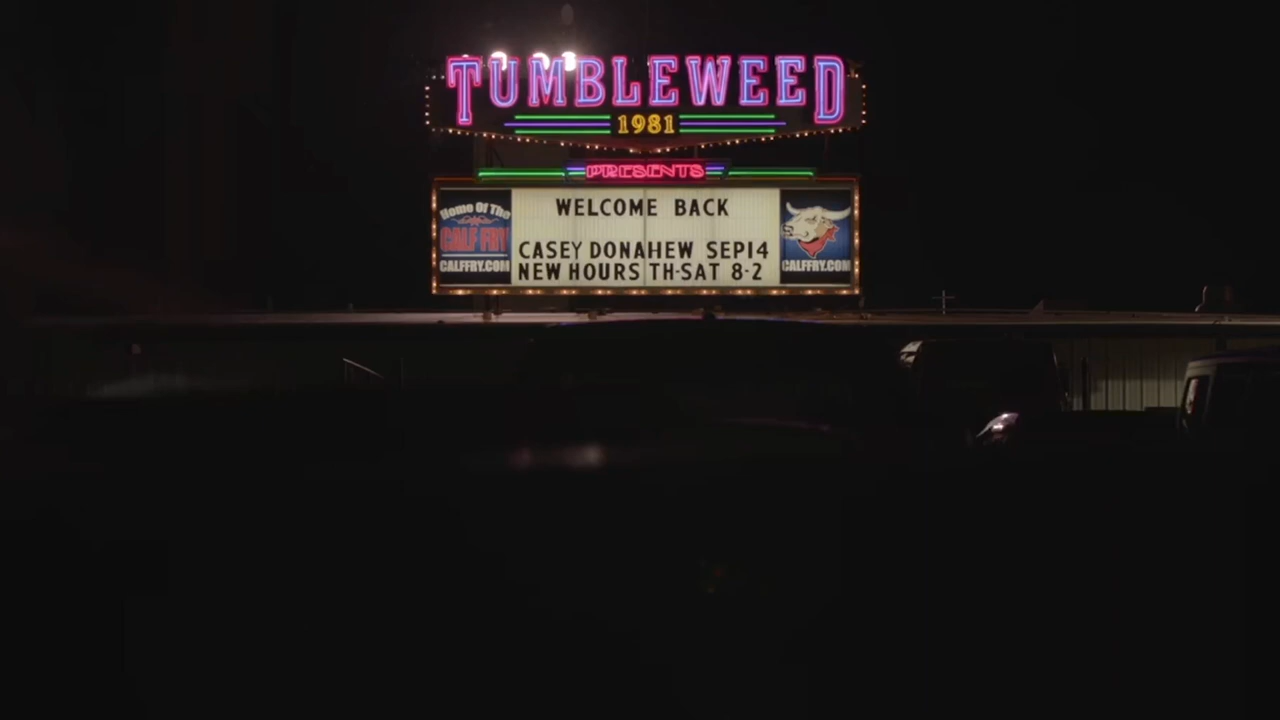 TUMBLEWEED
1981
PRESENTS
Home Of The
CALF FRY
CALFFRY.COM
WELCOME BACK
CASEY DONAHEW SEP14
NEW HOURS TH-SAT 8-2
CALFFRY.COM